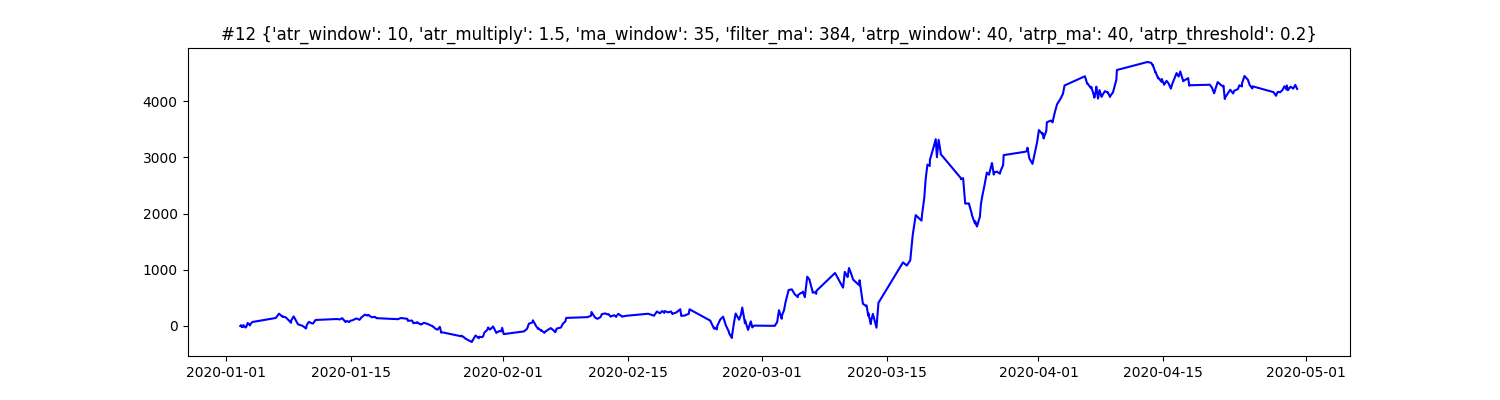 #12 {'atr_window': 10, 'atr_multiply': 1.5, 'ma_window': 35, 'filter_ma': 384, 'atrp_window': 40, 'atrp_ma': 40, 'atrp_threshold': 0.2}
4000
3000
2000
1000
0
2020-01-01 2020-01-15 2020-02-01 2020-02-15 2020-03-01 2020-03-15 2020-04-01 2020-04-15 2020-05-01